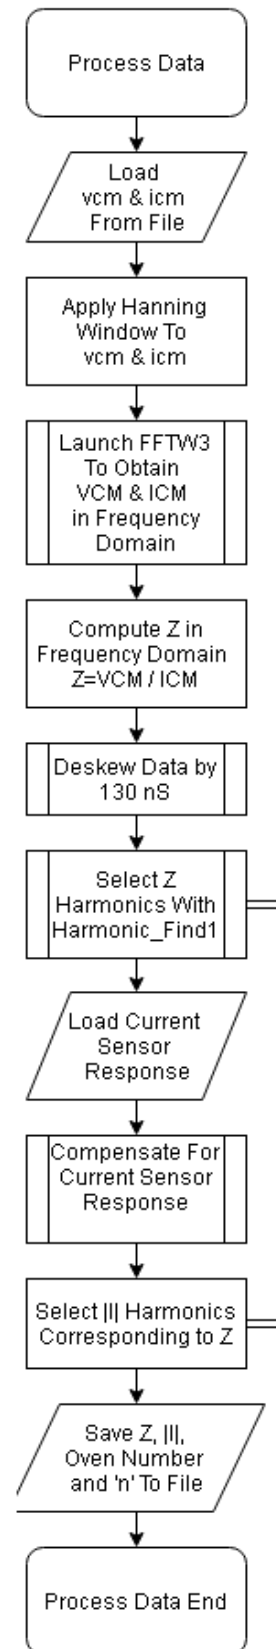 Process Data
Load
vcm & icm
From File
Apply Hanning
Window To
vcm & icm
Launch FFTW3
To Obtain
VCM & ICM
in Frequency
Domain
Compute Z in
Frequency Domain
Z=VCM / ICM
Deskew Data by
130 nS
Select Z
Harmonics With
Harmonic_Find1
Load Current
Sensor
Response
Compensate For
Current Sensor
Response
Select |I| Harmonics
Corresponding to Z
Save Z, |I|,
Oven Number
and 'n' To File
Process Data End